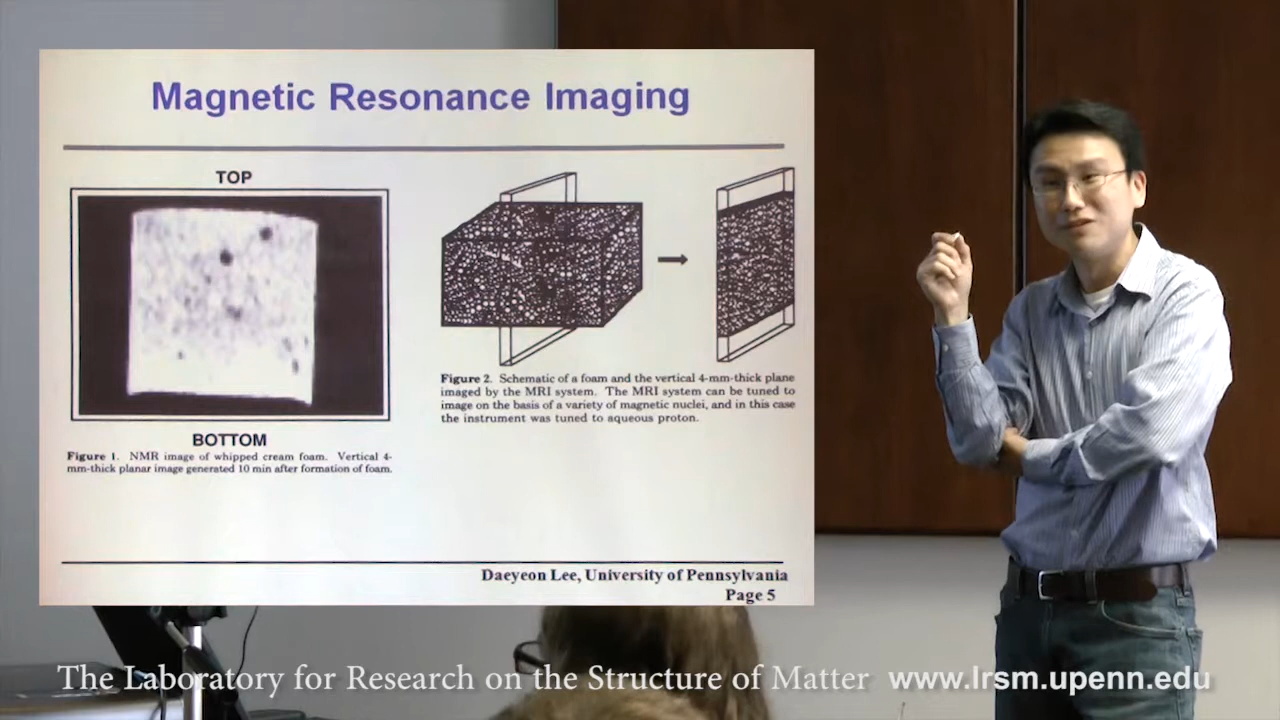 Magnetic Resonance Imaging
TOP
BOTTOM
Figure 1. NMR image of whipped cream foam. Vertical 4-
mm-thick planar image generated 10 min after formation of foam.
Figure 2. Schematic of a foam and the vertical 4-mm-thick plane
imaged by the MRI system. The MRI system can be tuned to
image on the basis of a variety of magnetic nuclei, and in this case
the instrument was tuned to aqueous proton.
Daeyeon Lee, University of Pennsylvania
Page 5
The Laboratory for Research on the Structure of Matter www.lrsm.upenn.edu